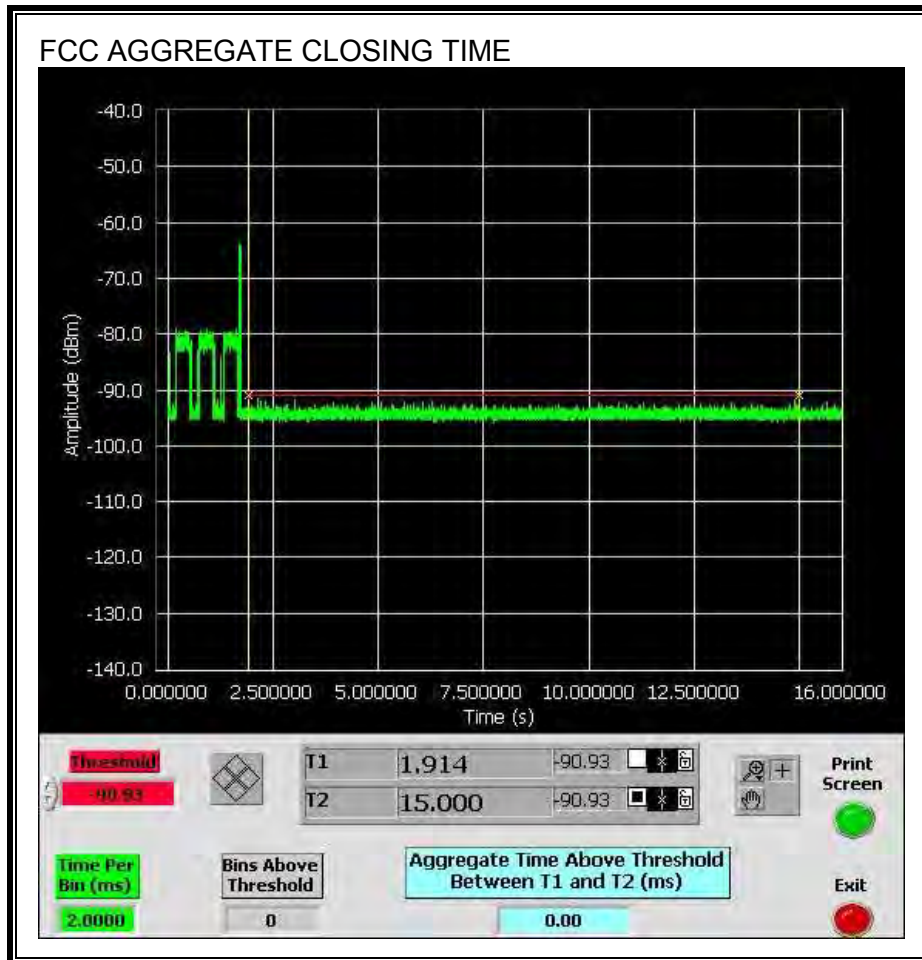 FCC AGGREGATE CLOSING TIME
-40.0
-50.0
-60.0
-70.0
-80.0
-90.0
-100.0
-110.0
-120.0
-130.0
-140.0
Amplitude (dBm)
0.000000 2.500000 5.000000 7.500000 10.000000 12.500000 16.000000
Time (s)
Threshold
-90.93
T1 1.914 -90.93
T2 15.000 -90.93
Print Screen
Time Per Bin (ms)
2.0000
Bins Above Threshold
0
Aggregate Time Above Threshold
Between T1 and T2 (ms)
0.00
Exit